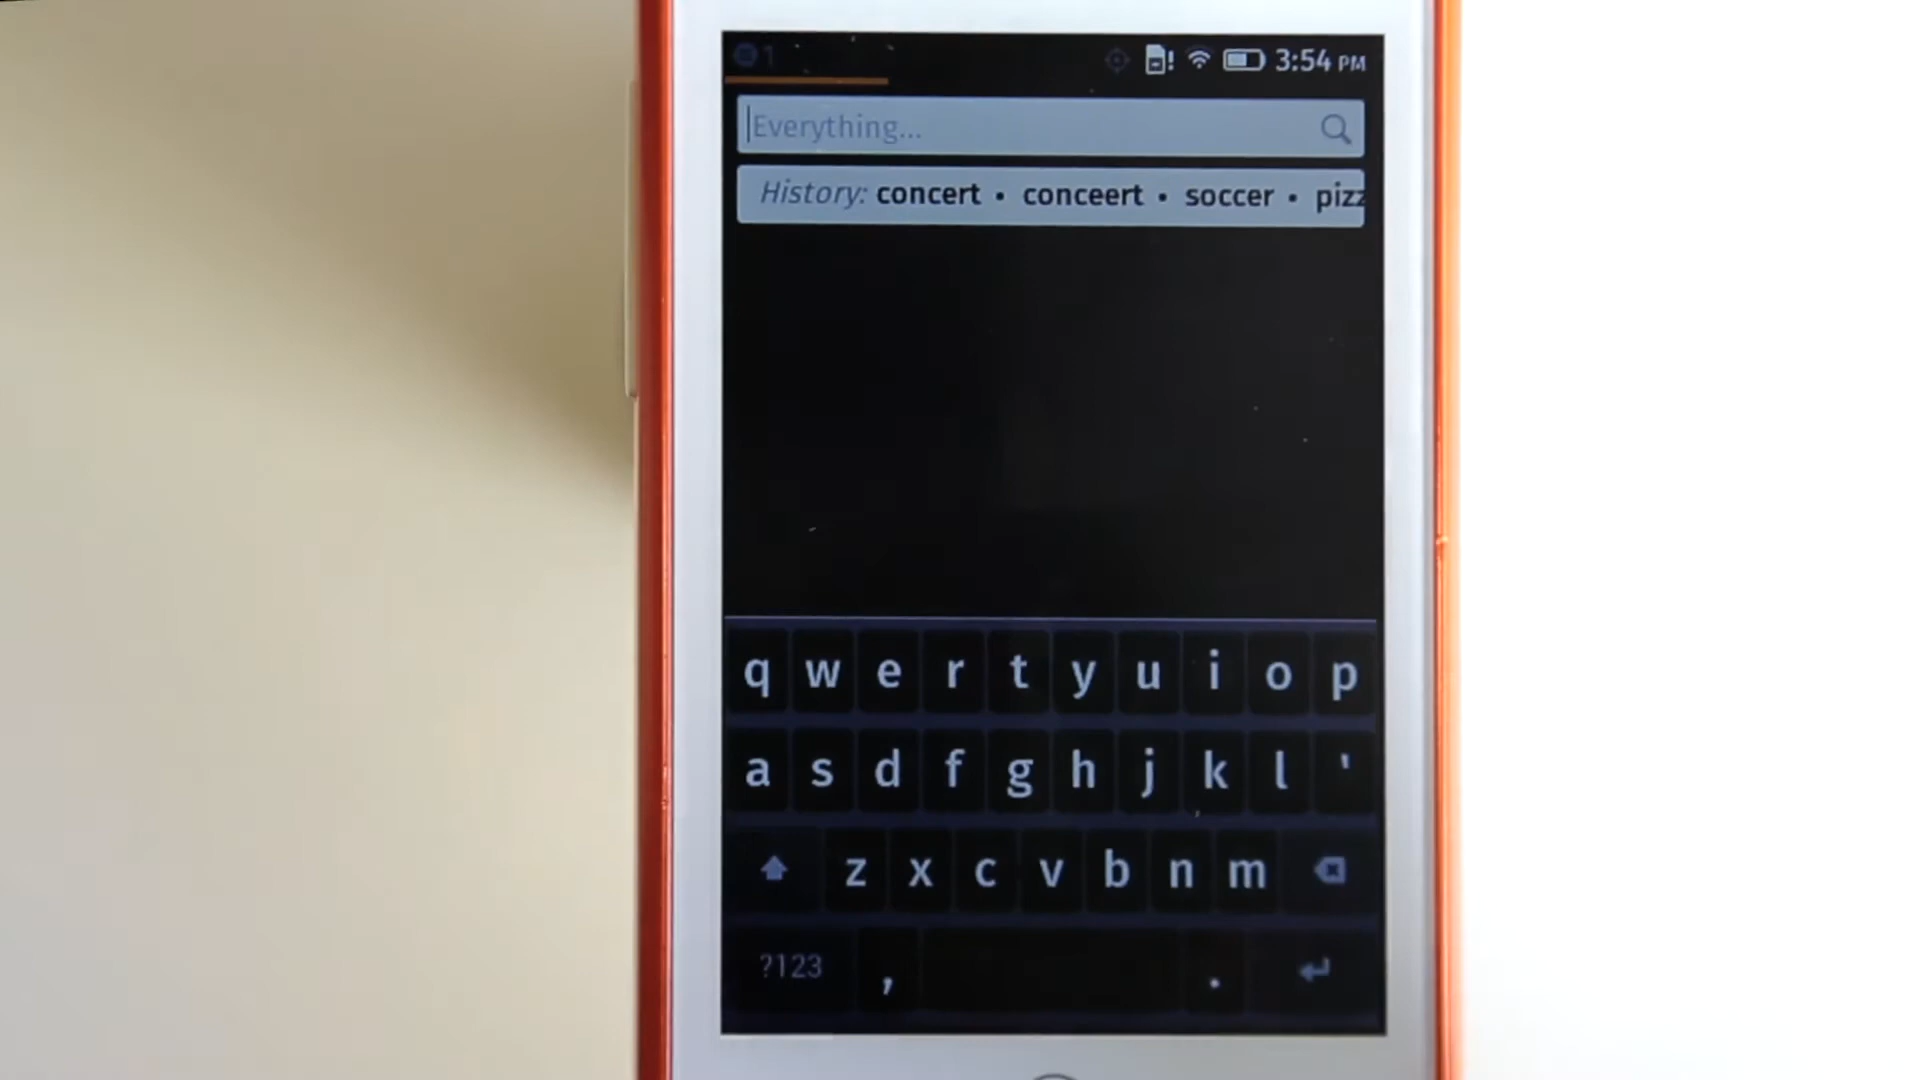 1 3:54 PM
Everything...
History: concert • conceert • soccer • pizz
q w e r t y u i o p
a s d f g h j k l '
z x c v b n m
?123 , .